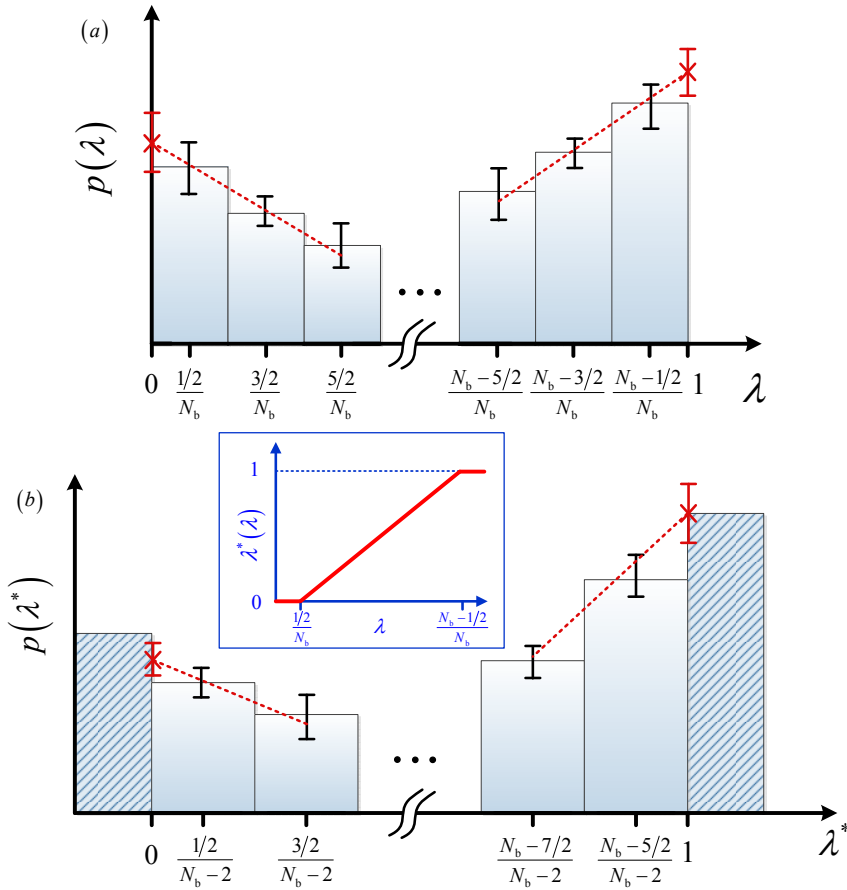 (a)
p(λ)
• • •
0 (1/2)/N_b (3/2)/N_b (5/2)/N_b (N_b − 5/2)/N_b (N_b − 3/2)/N_b (N_b − 1/2)/N_b 1 λ
(b)
p(λ*)
1
λ*(λ)
0
(1/2)/N_b λ (N_b − 1/2)/N_b
• • •
0 (1/2)/(N_b − 2) (3/2)/(N_b − 2) (N_b − 7/2)/(N_b − 2) (N_b − 5/2)/(N_b − 2) 1 λ*